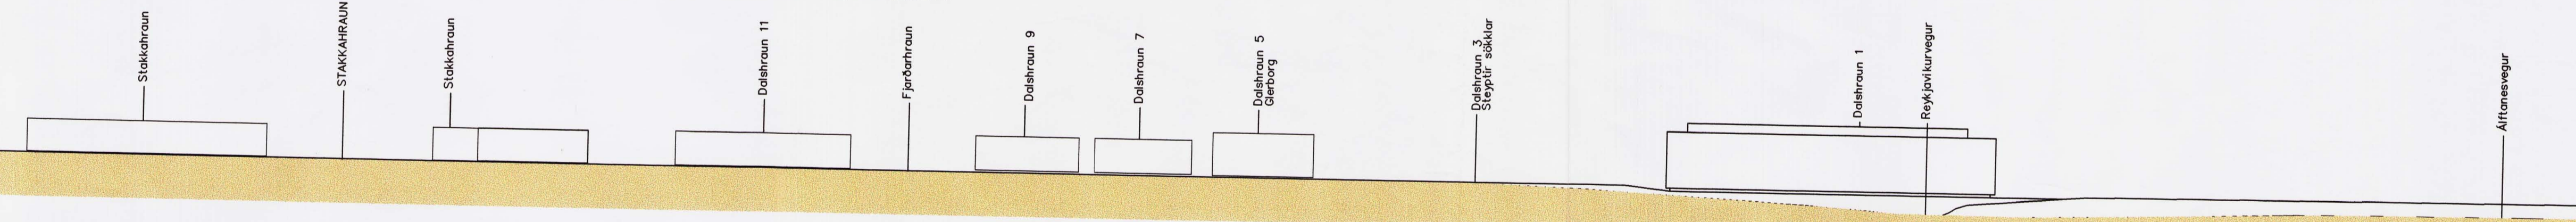 Stakkahraun
STAKKAHRAUN
Stakkahraun
Dalshraun 11
Fjarðarhraun
Dalshraun 9
Dalshraun 7
Dalshraun 5
Glerborg
Dalshraun 3
Steyptir sökklar
Dalshraun 1
Reykjavikurvegur
Álftanesvegur